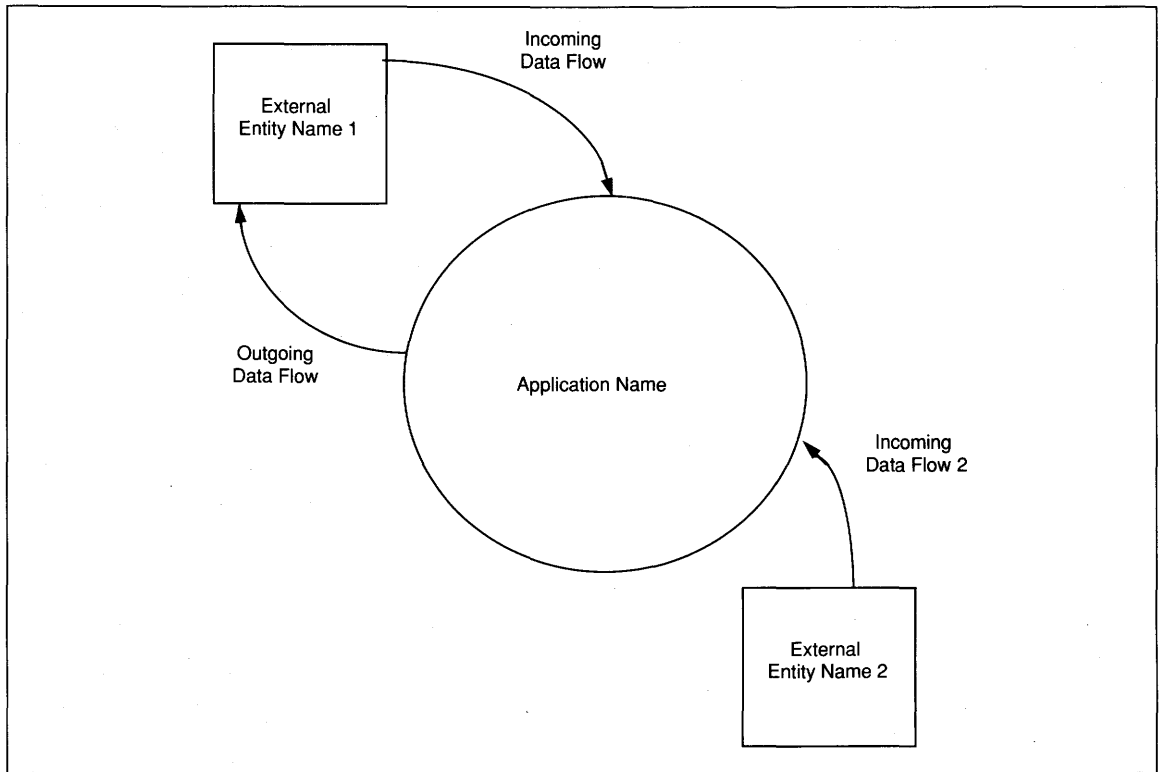 Incoming
Data Flow
External
Entity Name 1
Outgoing
Data Flow
Application Name
Incoming
Data Flow 2
External
Entity Name 2